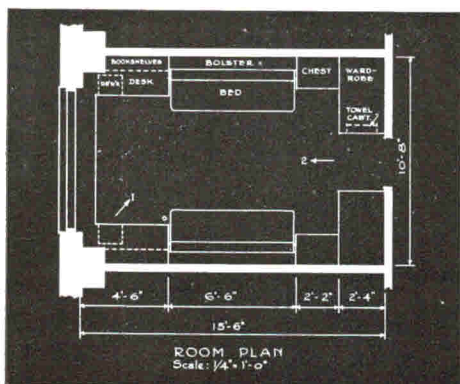 BOOKSHELVES
BOLSTER
CHEST
WARD-
ROBE
DESK
BED
TOWEL
CABT.
2
10'-8"
1
4'-6"
6'-6"
2'-2"
2'-4"
15'-6"
ROOM PLAN
Scale: 1/4" = 1'-0"